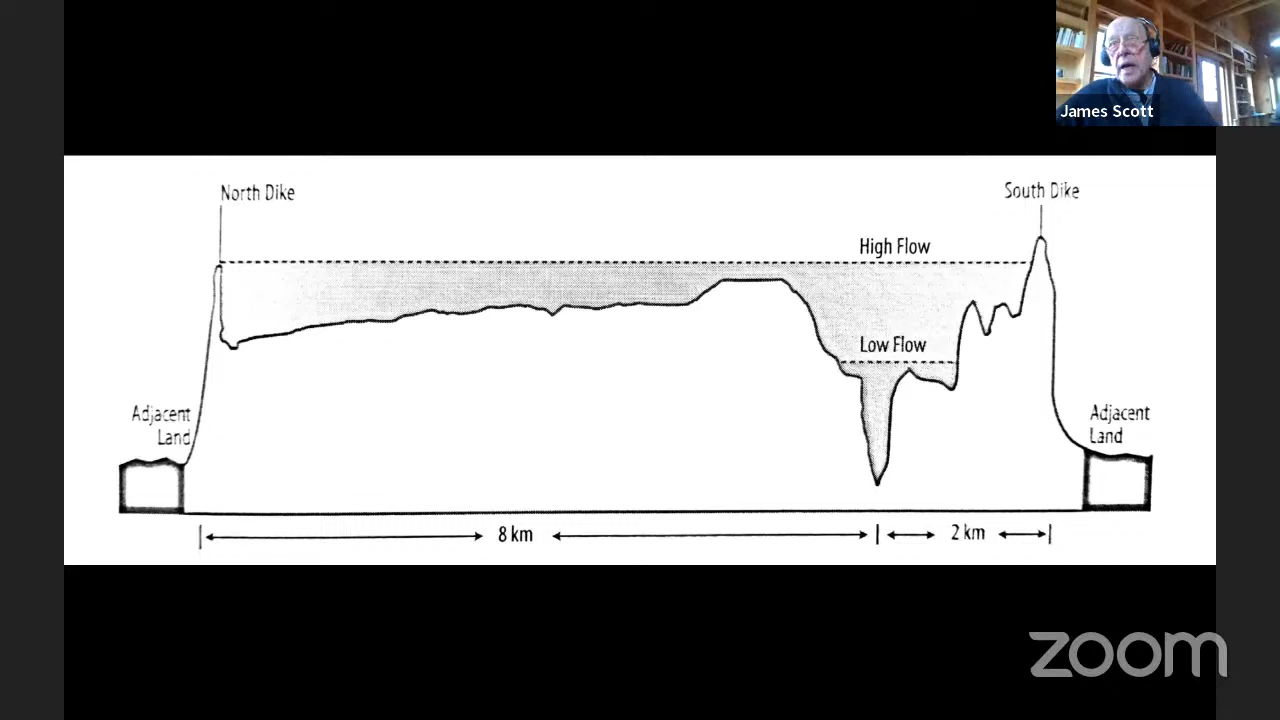 James Scott
North Dike
South Dike
High Flow
Low Flow
Adjacent
Land
Adjacent
Land
8 km
2 km
zoom